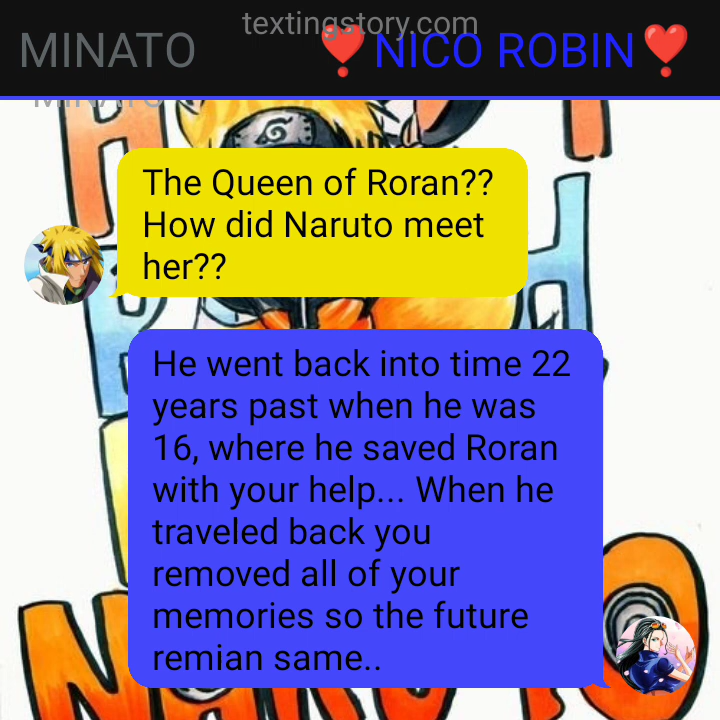 textingstory.com
MINATO
NICO ROBIN
MINATO
The Queen of Roran??
How did Naruto meet
her??
He went back into time 22
years past when he was
16, where he saved Roran
with your help... When he
traveled back you
removed all of your
memories so the future
remian same..